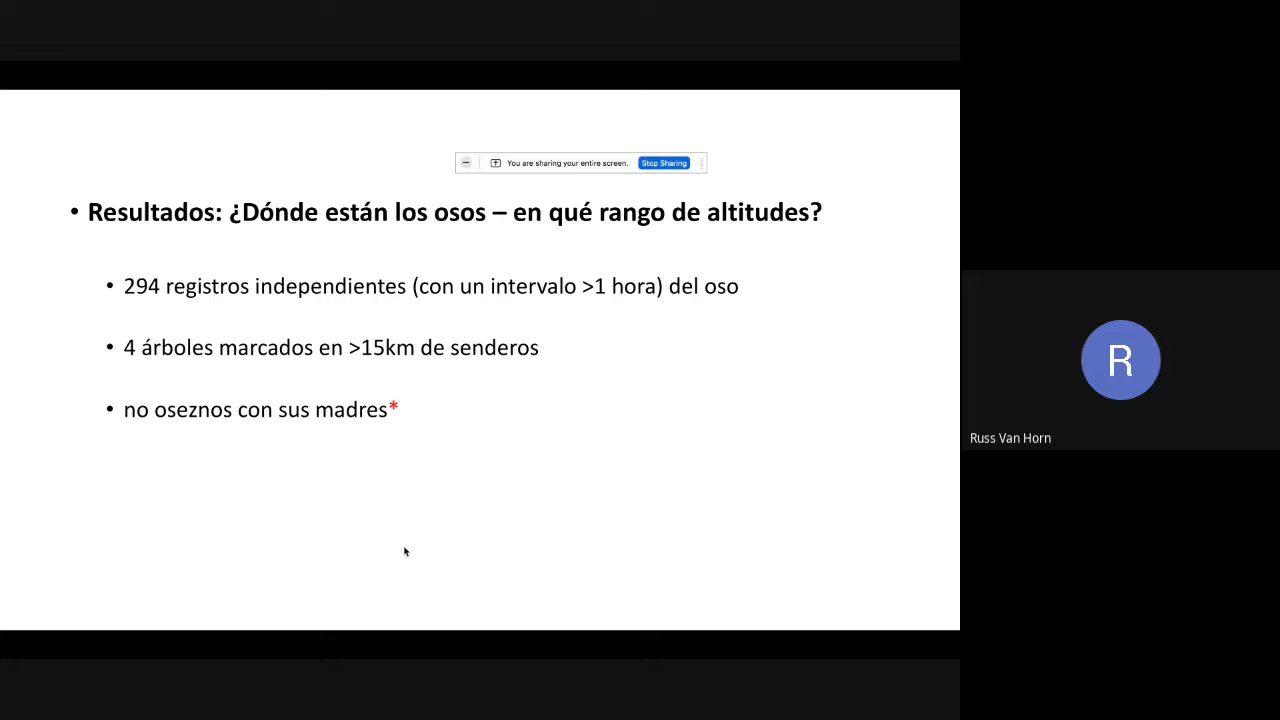 You are sharing your entire screen. Stop Sharing
• Resultados: ¿Dónde están los osos – en qué rango de altitudes?
• 294 registros independientes (con un intervalo >1 hora) del oso
• 4 árboles marcados en >15km de senderos
• no oseznos con sus madres*
R
Russ Van Horn